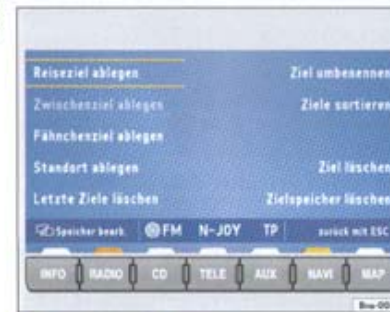 Reiseziel ablegen
Ziel umbenennen
Zwischenziel ablegen
Ziele sortieren
Fähnchenziel ablegen
Standort ablegen
Ziel löschen
Letzte Ziele löschen
Zielspeicher löschen
Speicher bearb. FM N-JOY TP zurück mit ESC
INFO RADIO CD TELE AUX NAVI MAP